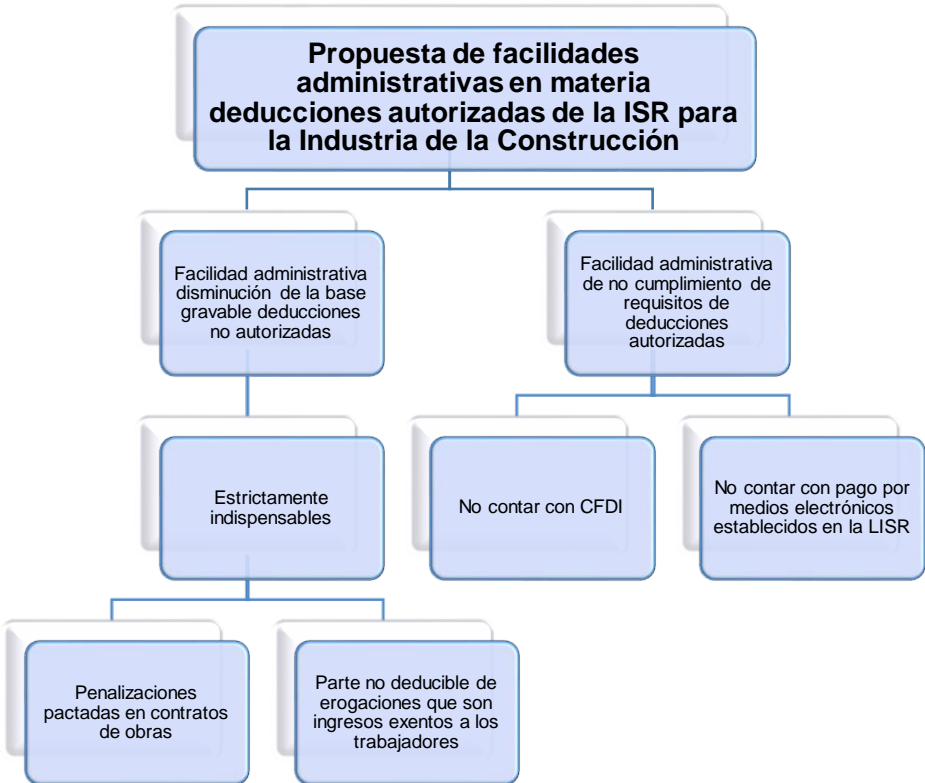 Propuesta de facilidades
administrativas en materia
deducciones autorizadas de la ISR para
la Industria de la Construcción
Facilidad administrativa
disminución de la base
gravable deducciones
no autorizadas
Facilidad administrativa
de no cumplimiento de
requisitos de
deducciones
autorizadas
Estrictamente
indispensables
No contar con CFDI
No contar con pago por
medios electrónicos
establecidos en la LISR
Penalizaciones
pactadas en contratos
de obras
Parte no deducible de
erogaciones que son
ingresos exentos a los
trabajadores